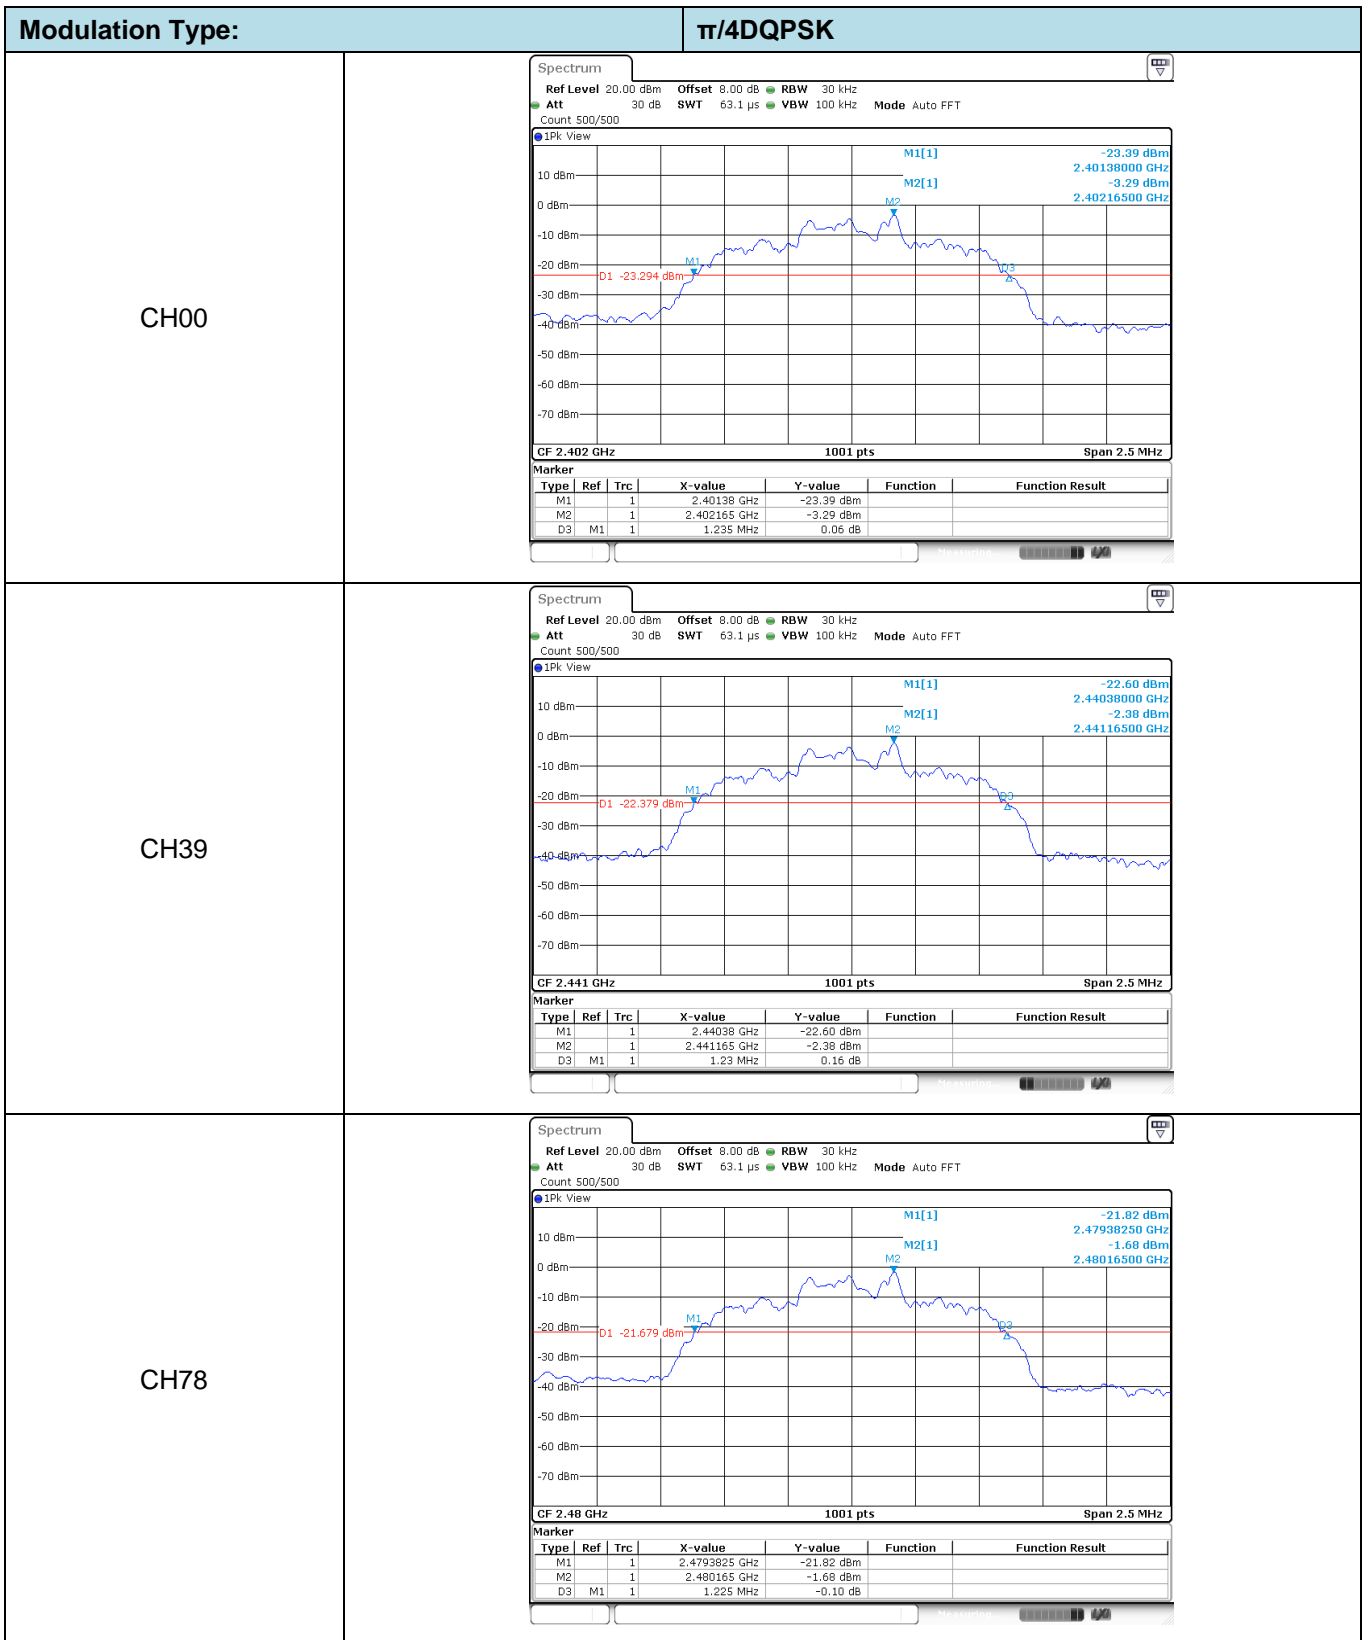 Modulation Type: π/4DQPSK
CH00
Spectrum
Ref Level 20.00 dBm Offset 8.00 dB RBW 30 kHz
Att 30 dB SWT 63.1 µs VBW 100 kHz Mode Auto FFT
Count 500/500
1Pk View
M1[1] -23.39 dBm
2.40138000 GHz
10 dBm
M2[1] -3.29 dBm
2.40216500 GHz
0 dBm
M2
-10 dBm
-20 dBm
M1
D3
D1 -23.294 dBm
-30 dBm
-40 dBm
-50 dBm
-60 dBm
-70 dBm
CF 2.402 GHz 1001 pts Span 2.5 MHz
Marker
Type Ref Trc X-value Y-value Function Function Result
M1 1 2.40138 GHz -23.39 dBm
M2 1 2.402165 GHz -3.29 dBm
D3 M1 1 1.235 MHz 0.06 dB
Measuring...
CH39
Spectrum
Ref Level 20.00 dBm Offset 8.00 dB RBW 30 kHz
Att 30 dB SWT 63.1 µs VBW 100 kHz Mode Auto FFT
Count 500/500
1Pk View
M1[1] -22.60 dBm
2.44038000 GHz
10 dBm
M2[1] -2.38 dBm
2.44116500 GHz
0 dBm
M2
-10 dBm
M1
-20 dBm
D3
D1 -22.379 dBm
-30 dBm
-40 dBm
-50 dBm
-60 dBm
-70 dBm
CF 2.441 GHz 1001 pts Span 2.5 MHz
Marker
Type Ref Trc X-value Y-value Function Function Result
M1 1 2.44038 GHz -22.60 dBm
M2 1 2.441165 GHz -2.38 dBm
D3 M1 1 1.23 MHz 0.16 dB
Measuring...
CH78
Spectrum
Ref Level 20.00 dBm Offset 8.00 dB RBW 30 kHz
Att 30 dB SWT 63.1 µs VBW 100 kHz Mode Auto FFT
Count 500/500
1Pk View
M1[1] -21.82 dBm
2.47938250 GHz
10 dBm
M2[1] -1.68 dBm
2.48016500 GHz
M2
0 dBm
-10 dBm
M1
-20 dBm
D3
D1 -21.679 dBm
-30 dBm
-40 dBm
-50 dBm
-60 dBm
-70 dBm
CF 2.48 GHz 1001 pts Span 2.5 MHz
Marker
Type Ref Trc X-value Y-value Function Function Result
M1 1 2.4793825 GHz -21.82 dBm
M2 1 2.480165 GHz -1.68 dBm
D3 M1 1 1.225 MHz -0.10 dB
Measuring...